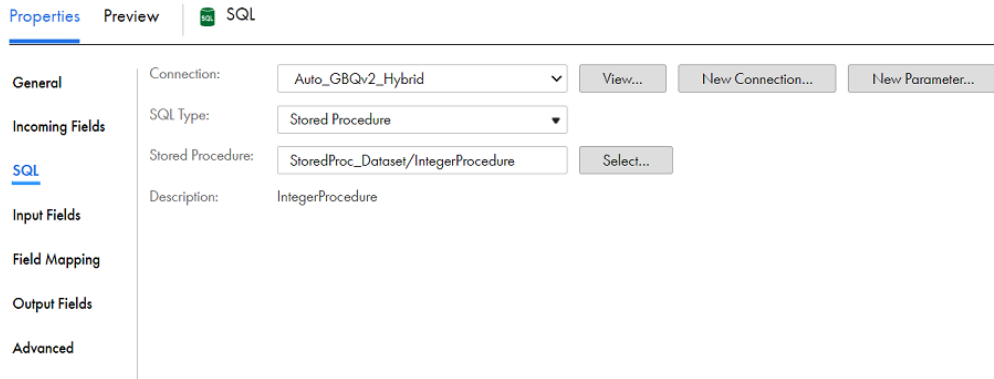 Properties Preview SQL SQL
General
Incoming Fields
SQL
Input Fields
Field Mapping
Output Fields
Advanced
Connection: Auto_GBQv2_Hybrid View... New Connection... New Parameter...
SQL Type: Stored Procedure
Stored Procedure: StoredProc_Dataset/IntegerProcedure Select...
Description: IntegerProcedure